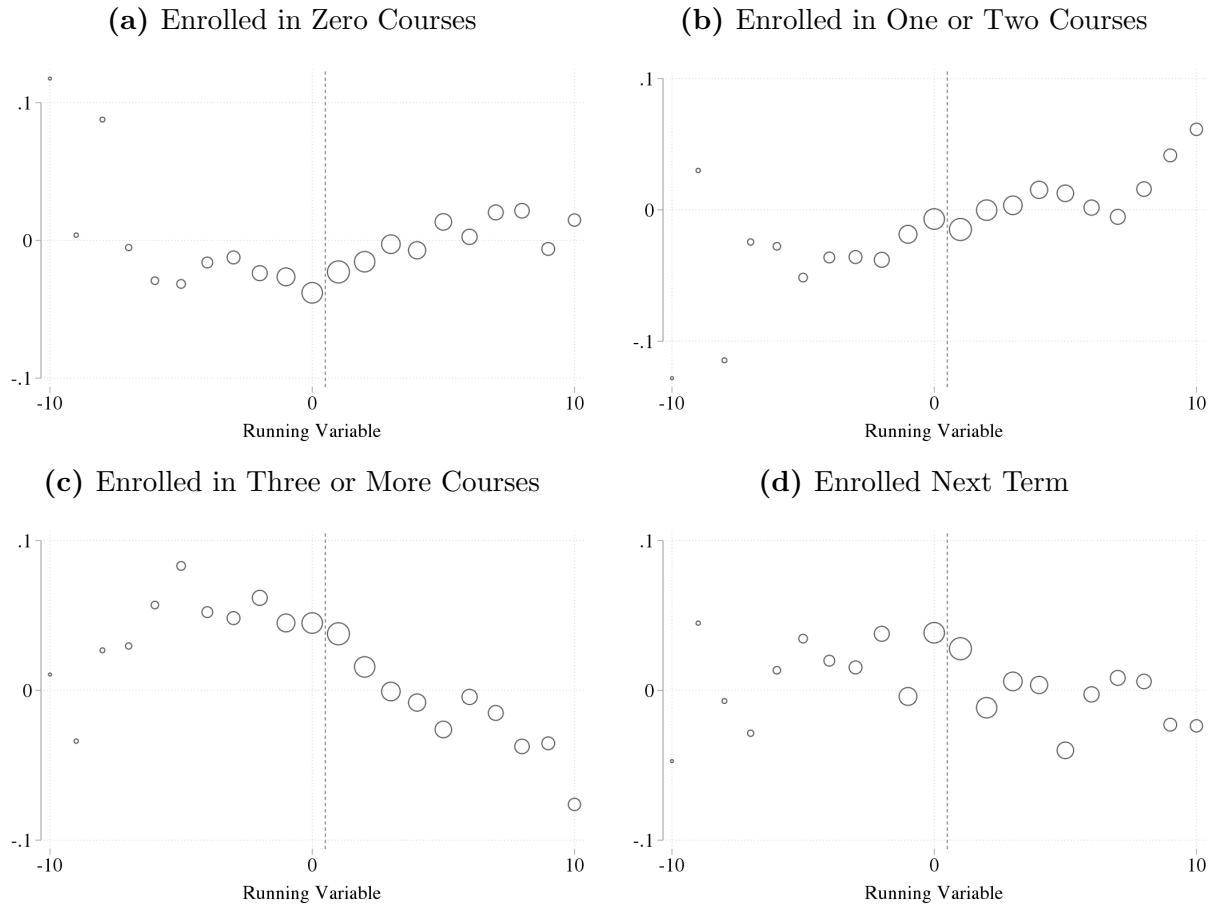 (a) Enrolled in Zero Courses
.1
0
-.1
-10 0 10
Running Variable
(b) Enrolled in One or Two Courses
.1
0
-.1
-10 0 10
Running Variable
(c) Enrolled in Three or More Courses
.1
0
-.1
-10 0 10
Running Variable
(d) Enrolled Next Term
.1
0
-.1
-10 0 10
Running Variable